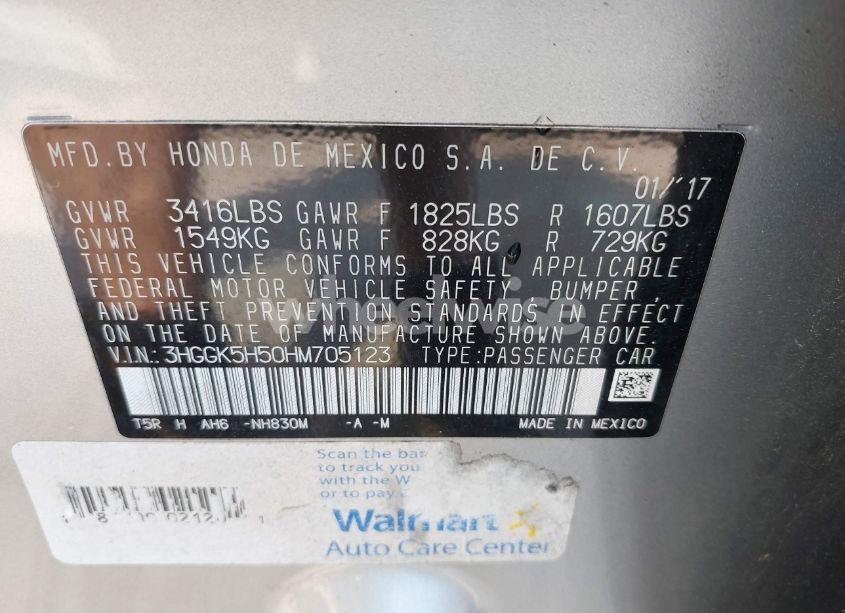 MFD.BY HONDA DE MEXICO S.A. DE C.V.
01/'17
GVWR 3416LBS GAWR F 1825LBS R 1607LBS
GVWR 1549KG GAWR F 828KG R 729KG
THIS VEHICLE CONFORMS TO ALL APPLICABLE
FEDERAL MOTOR VEHICLE SAFETY, BUMPER,
AND THEFT PREVENTION STANDARDS IN EFFECT
ON THE DATE OF MANUFACTURE SHOWN ABOVE.
V.I.N.: 3HGGK5H50HM705123 TYPE:PASSENGER CAR
T5R H AH6 -NH830M -A -M MADE IN MEXICO
Scan the bar
to track you
with the W
or to pay
Walmart
Auto Care Center